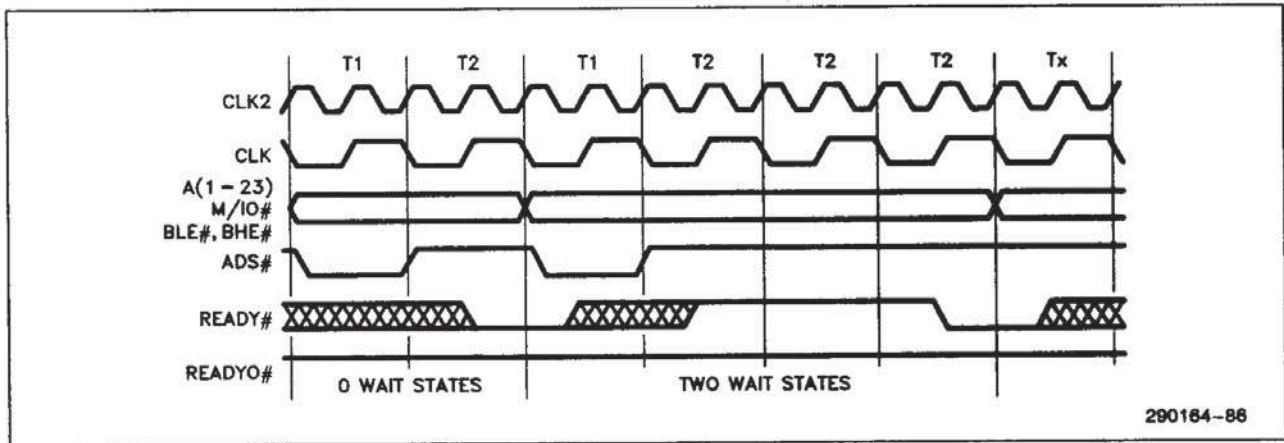 T1 T2 T1 T2 T2 T2 Tx
CLK2
CLK
A(1-23)
M/IO#
BLE#, BHE#
ADS#
READY#
READYO#
0 WAIT STATES TWO WAIT STATES
290164-86